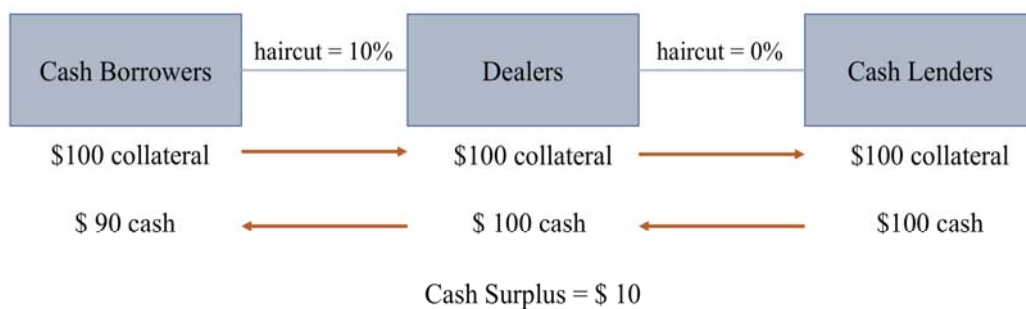 haircut = 10%
haircut = 0%
Cash Borrowers
Dealers
Cash Lenders
$100 collateral
$100 collateral
$100 collateral
$ 90 cash
$ 100 cash
$100 cash
Cash Surplus = $ 10